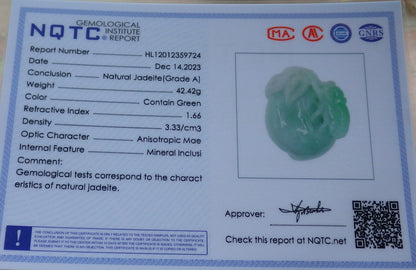 NQTC
GEMOLOGICAL
INSTITUTE
REPORT
MA
GNRS
Report Number HL12012359724
Date Dec 14.2023
Conclusion Natural Jadeite(Grade A)
Weight 42.42g
Color Contain Green
Refractive Index 1.66
Density 3.33/cm3
Optic Character Anisotropic Mae
Internal Feature Mineral Inclusi
Comment:
Gemological tests correspond to the charact
eristics of natural jadeite.
Approver:
Check this report at NQTC.net